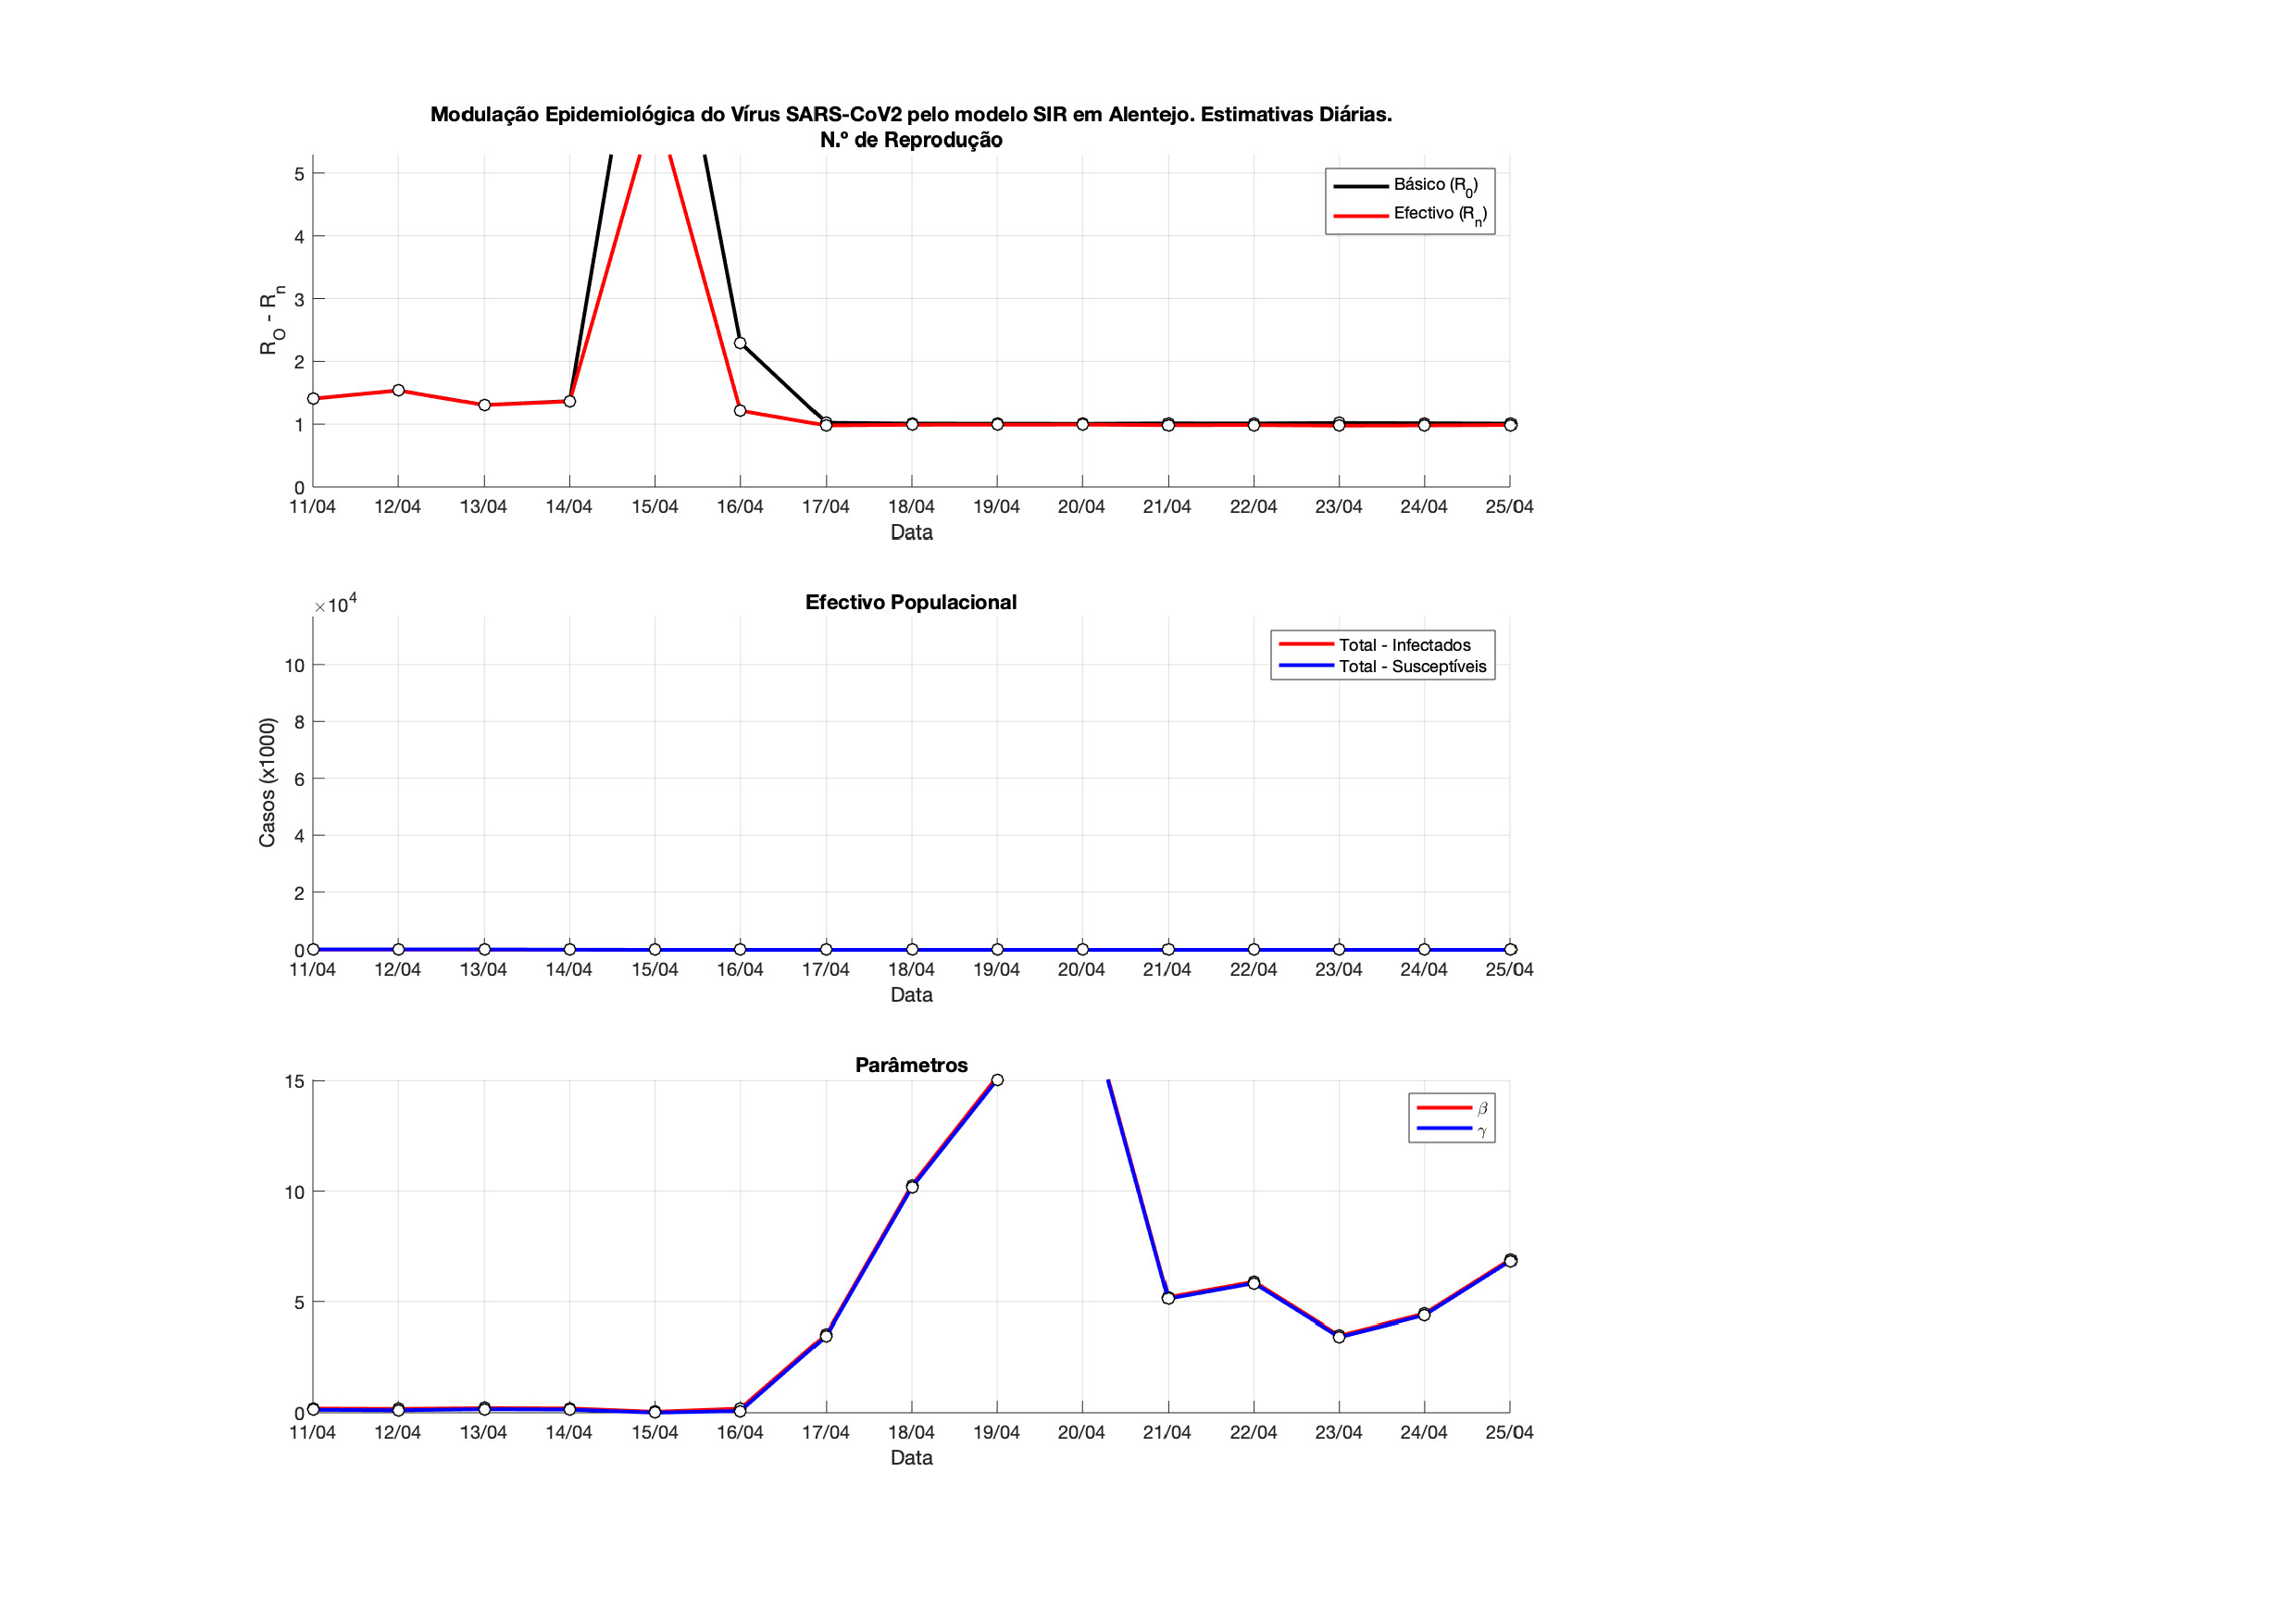 Modulação Epidemiológica do Vírus SARS-CoV2 pelo modelo SIR em Alentejo. Estimativas Diárias.
N.º de Reprodução
5
4
3
2
1
0
R_O - R_n
Básico (R_0)
Efectivo (R_n)
11/04 12/04 13/04 14/04 15/04 16/04 17/04 18/04 19/04 20/04 21/04 22/04 23/04 24/04 25/04
Data
Efectivo Populacional
×10^4
10
8
6
4
2
0
Casos (x1000)
Total - Infectados
Total - Susceptíveis
11/04 12/04 13/04 14/04 15/04 16/04 17/04 18/04 19/04 20/04 21/04 22/04 23/04 24/04 25/04
Data
Parâmetros
15
10
5
0
β
γ
11/04 12/04 13/04 14/04 15/04 16/04 17/04 18/04 19/04 20/04 21/04 22/04 23/04 24/04 25/04
Data